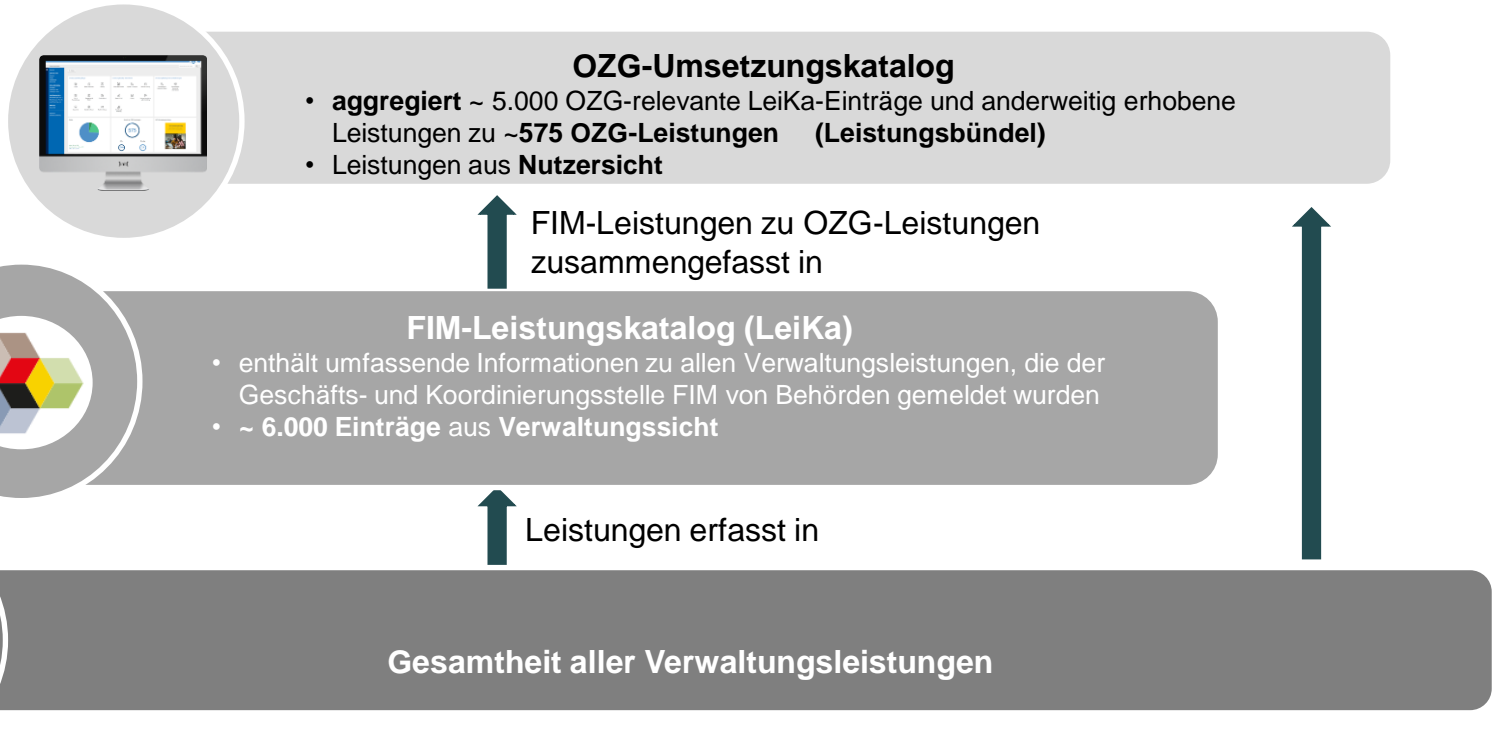 OZG-Umsetzungskatalog
• aggregiert ~ 5.000 OZG-relevante LeiKa-Einträge und anderweitig erhobene
Leistungen zu ~575 OZG-Leistungen (Leistungsbündel)
• Leistungen aus Nutzersicht
FIM-Leistungen zu OZG-Leistungen
zusammengefasst in
FIM-Leistungskatalog (LeiKa)
• enthält umfassende Informationen zu allen Verwaltungsleistungen, die der
Geschäfts- und Koordinierungsstelle FIM von Behörden gemeldet wurden
• ~ 6.000 Einträge aus Verwaltungssicht
Leistungen erfasst in
Gesamtheit aller Verwaltungsleistungen